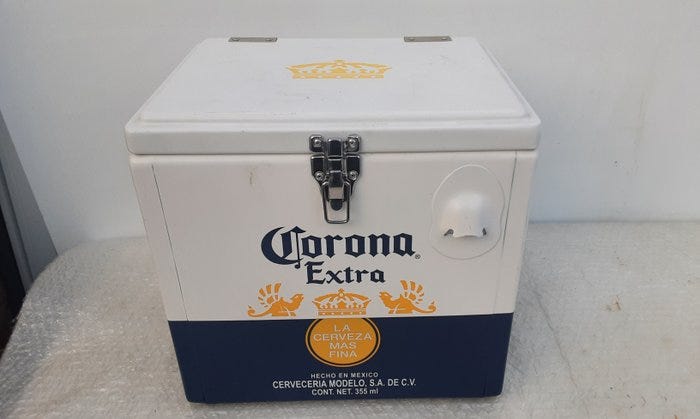 Corona®
Extra
LA
CERVEZA
MAS
FINA
HECHO EN MEXICO
CERVECERIA MODELO, S.A. DE C.V.
CONT. NET. 355 ml